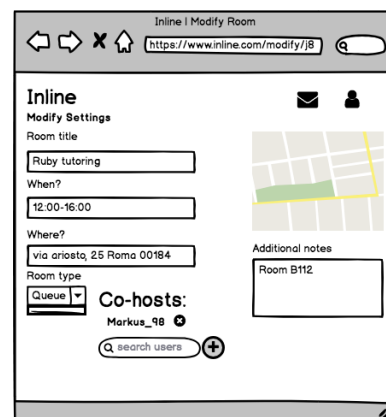 Inline | Modify Room
https://www.inline.com/modify/j8
Inline
Modify Settings
Room title
Ruby tutoring
When?
12:00-16:00
Where?
via ariosto, 25 Roma 00184
Room type
Queue
Co-hosts:
Markus_98
search users
Additional notes
Room B112